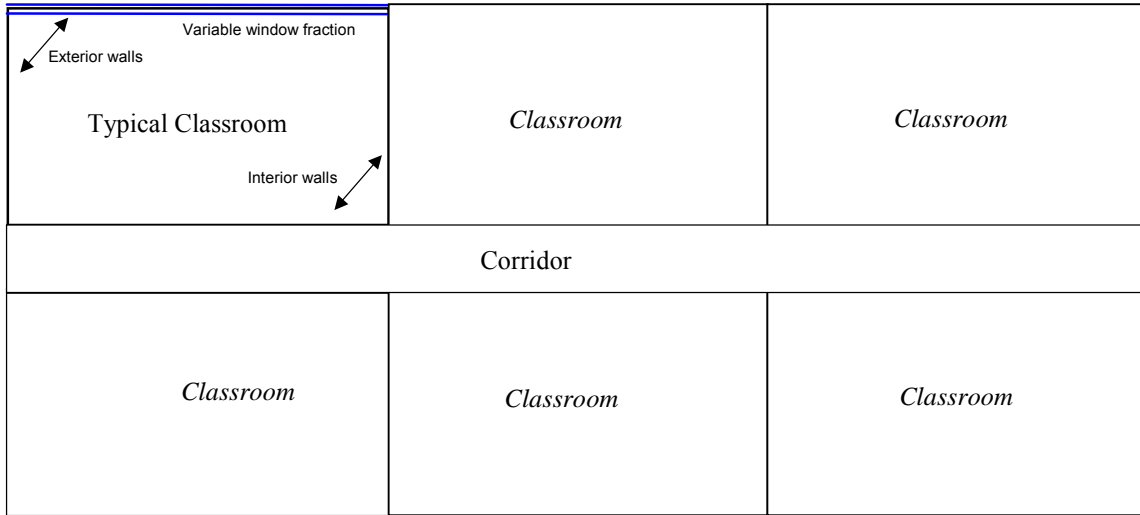 Variable window fraction
Exterior walls
Typical Classroom
Classroom
Classroom
Interior walls
Corridor
Classroom
Classroom
Classroom